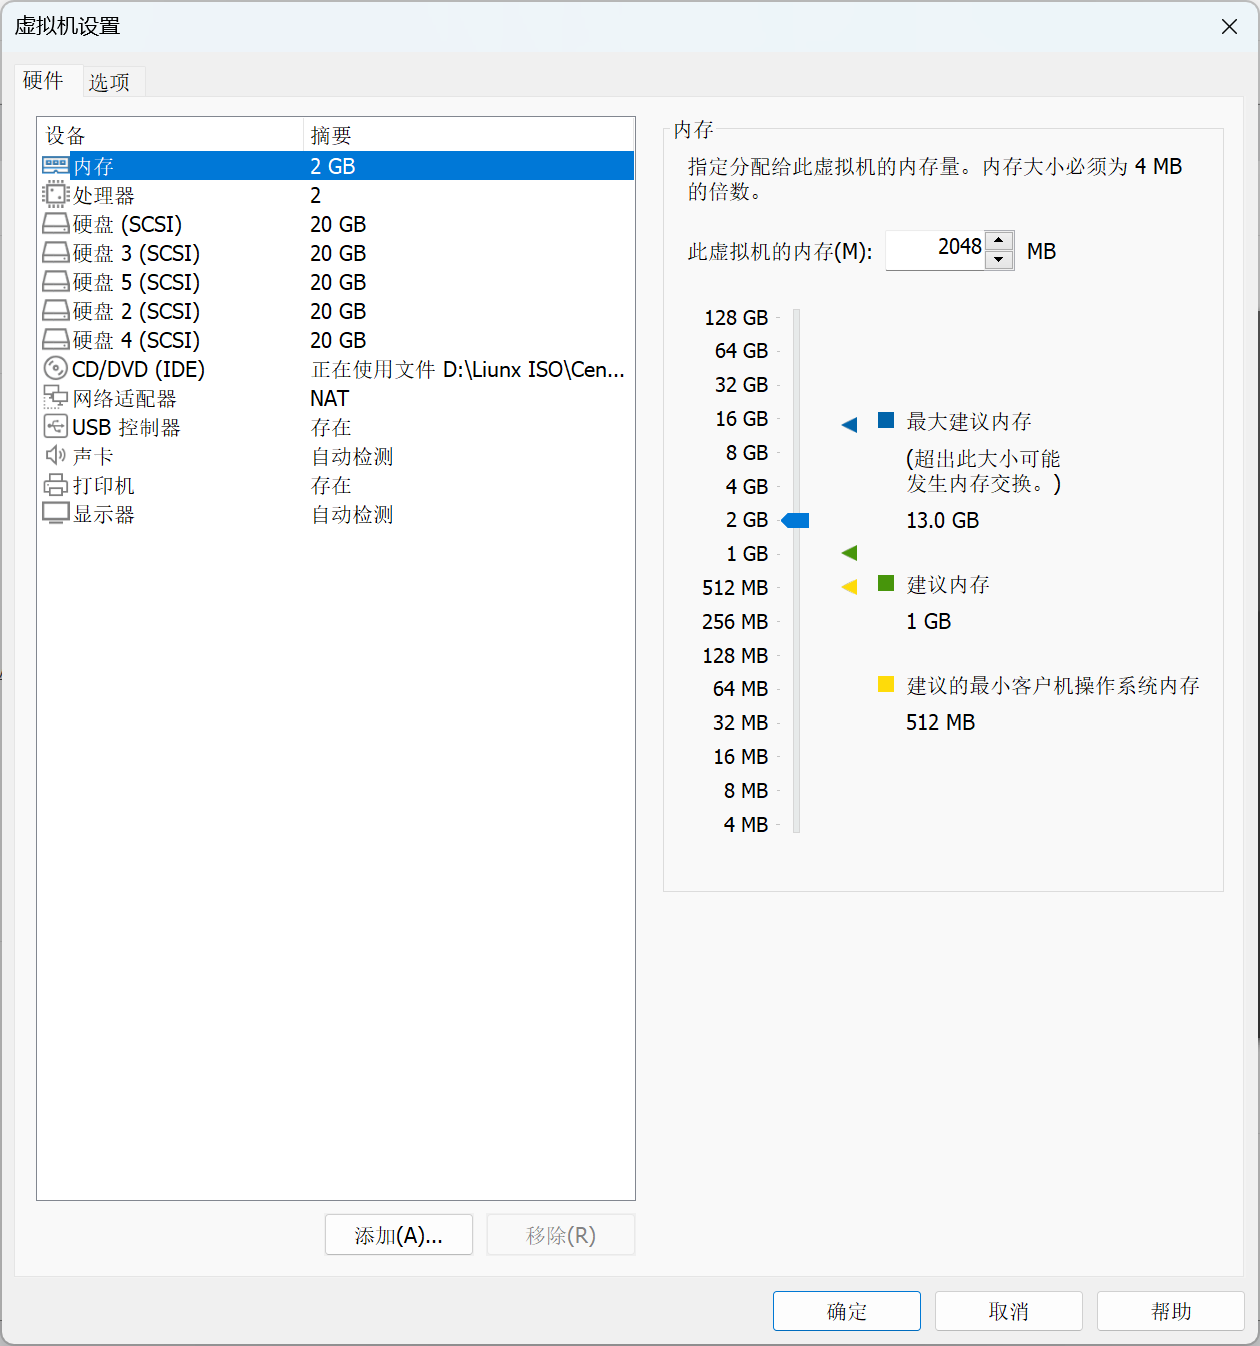 虚拟机设置
硬件 选项
设备 摘要
内存 2 GB
处理器 2
硬盘 (SCSI) 20 GB
硬盘 3 (SCSI) 20 GB
硬盘 5 (SCSI) 20 GB
硬盘 2 (SCSI) 20 GB
硬盘 4 (SCSI) 20 GB
CD/DVD (IDE) 正在使用文件 D:\Liunx ISO\Cen...
网络适配器 NAT
USB 控制器 存在
声卡 自动检测
打印机 存在
显示器 自动检测
添加(A)... 移除(R)
内存
指定分配给此虚拟机的内存量。内存大小必须为 4 MB
的倍数。
此虚拟机的内存(M): 2048 MB
128 GB
64 GB
32 GB
16 GB
8 GB
4 GB
2 GB
1 GB
512 MB
256 MB
128 MB
64 MB
32 MB
16 MB
8 MB
4 MB
最大建议内存
(超出此大小可能
发生内存交换。)
13.0 GB
建议内存
1 GB
建议的最小客户机操作系统内存
512 MB
确定 取消 帮助